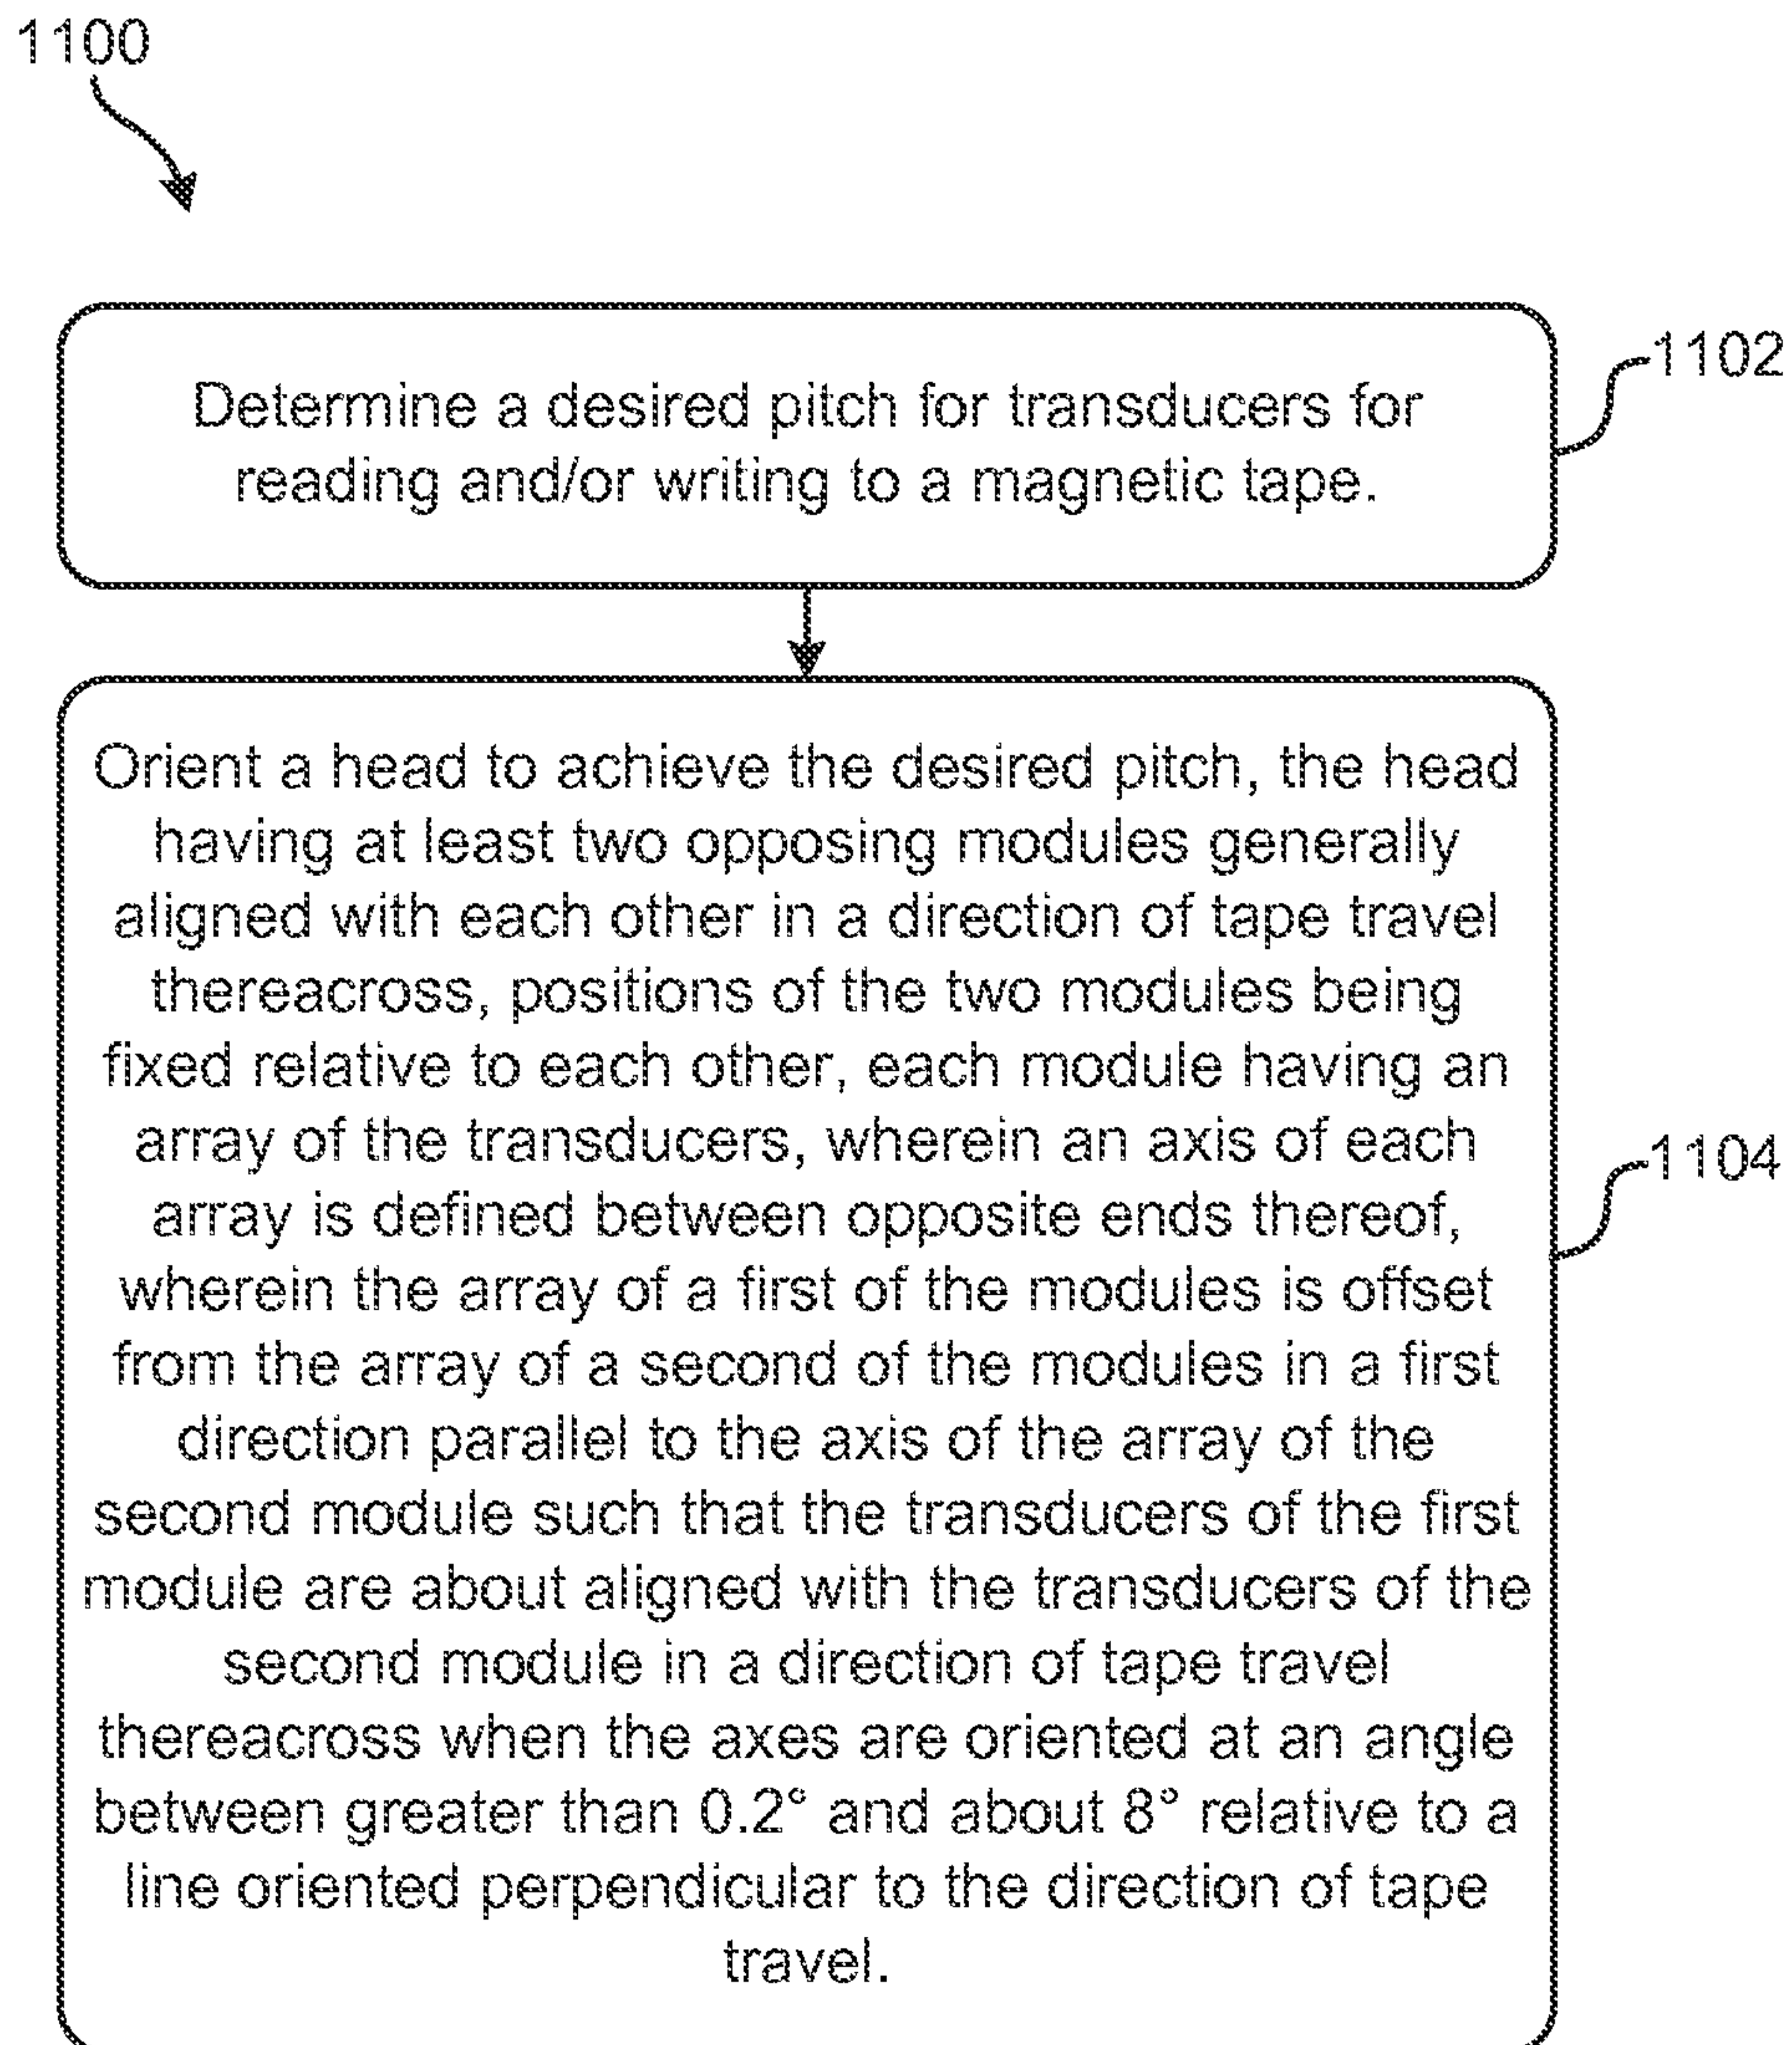 1100
Determine a desired pitch for transducers for
reading and/or writing to a magnetic tape.
1102
Orient a head to achieve the desired pitch, the head
having at least two opposing modules generally
aligned with each other in a direction of tape travel
thereacross, positions of the two modules being
fixed relative to each other, each module having an
array of the transducers, wherein an axis of each
array is defined between opposite ends thereof,
wherein the array of a first of the modules is offset
from the array of a second of the modules in a first
direction parallel to the axis of the array of the
second module such that the transducers of the first
module are about aligned with the transducers of the
second module in a direction of tape travel
thereacross when the axes are oriented at an angle
between greater than 0.2° and about 8° relative to a
line oriented perpendicular to the direction of tape
travel.
1104